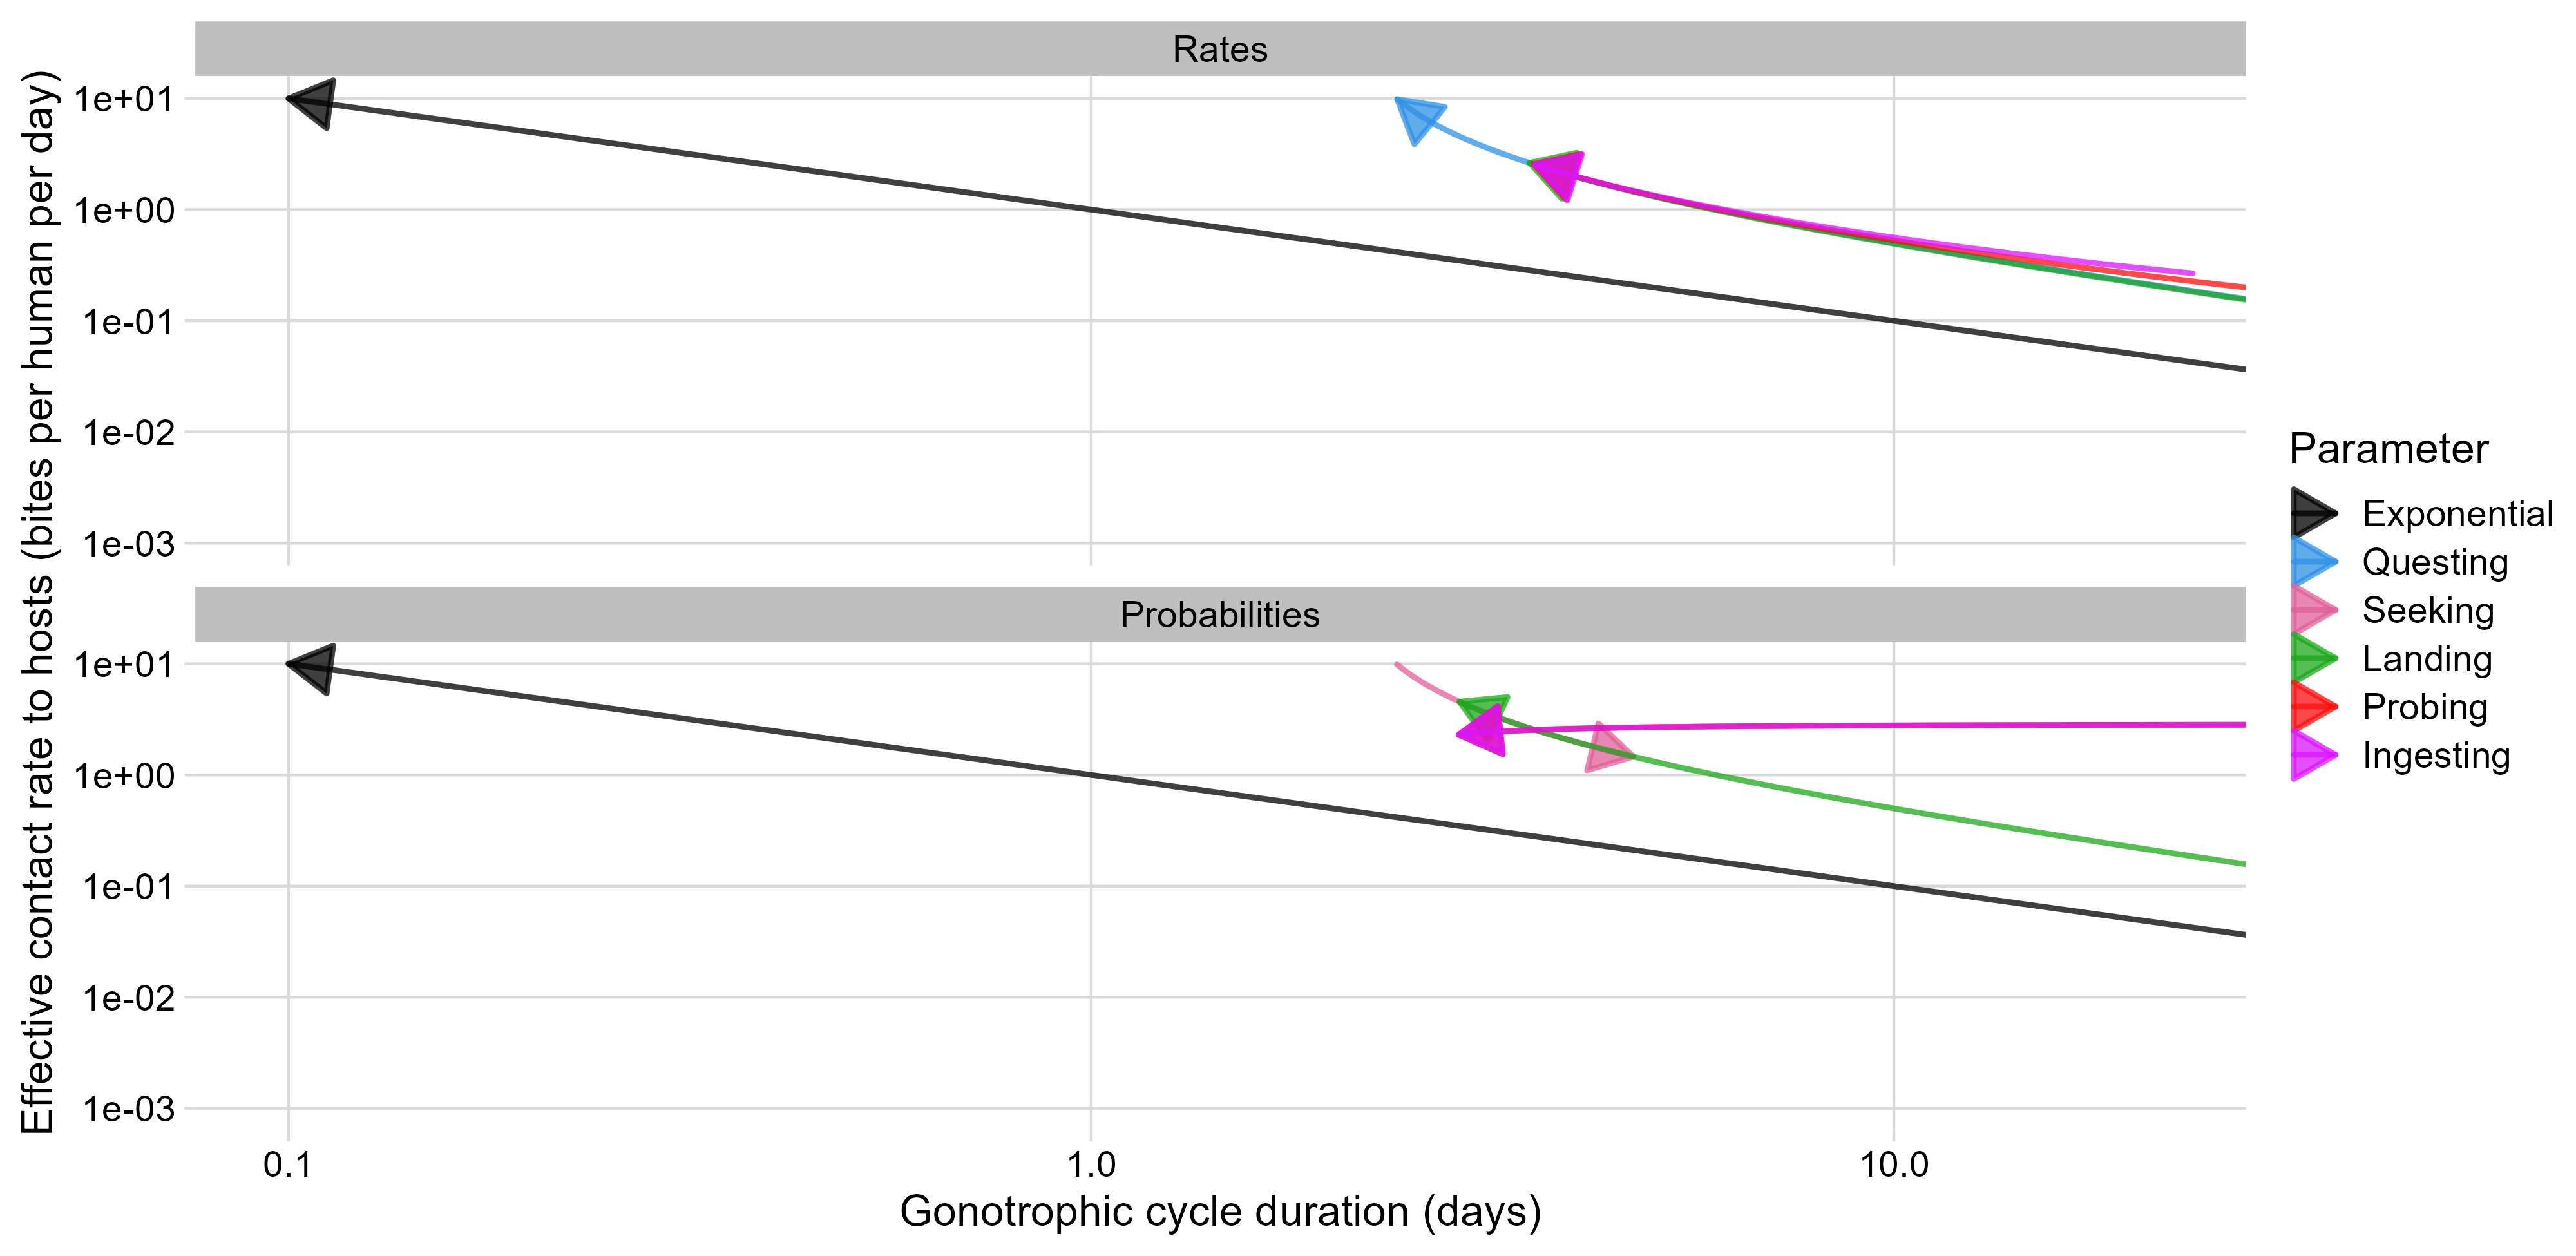 Rates
Effective contact rate to hosts (bites per human per day)
1e+01
1e+00
1e-01
1e-02
1e-03
Probabilities
1e+01
1e+00
1e-01
1e-02
1e-03
0.1
1.0
10.0
Gonotrophic cycle duration (days)
Parameter
Exponential
Questing
Seeking
Landing
Probing
Ingesting